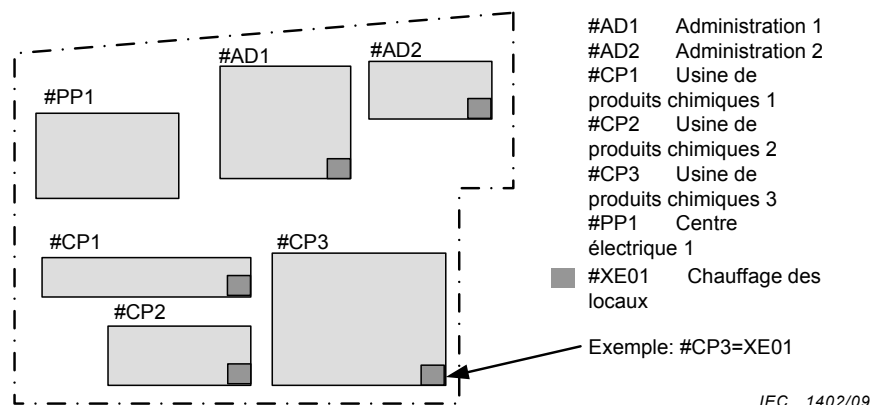 #AD1
#AD2
#PP1
#CP1
#CP3
#CP2
#AD1 Administration 1
#AD2 Administration 2
#CP1 Usine de
produits chimiques 1
#CP2 Usine de
produits chimiques 2
#CP3 Usine de
produits chimiques 3
#PP1 Centre
électrique 1
#XE01 Chauffage des
locaux
Exemple: #CP3=XE01
IEC 1402/09